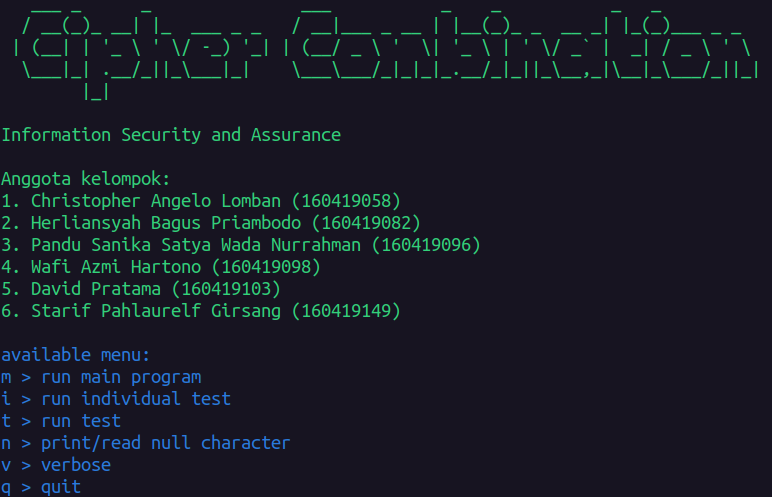 Cipher Combination
Information Security and Assurance
Anggota kelompok:
1. Christopher Angelo Lomban (160419058)
2. Herliansyah Bagus Priambodo (160419082)
3. Pandu Sanika Satya Wada Nurrahman (160419096)
4. Wafi Azmi Hartono (160419098)
5. David Pratama (160419103)
6. Starif Pahlaurelf Girsang (160419149)
available menu:
m > run main program
i > run individual test
t > run test
n > print/read null character
v > verbose
q > quit